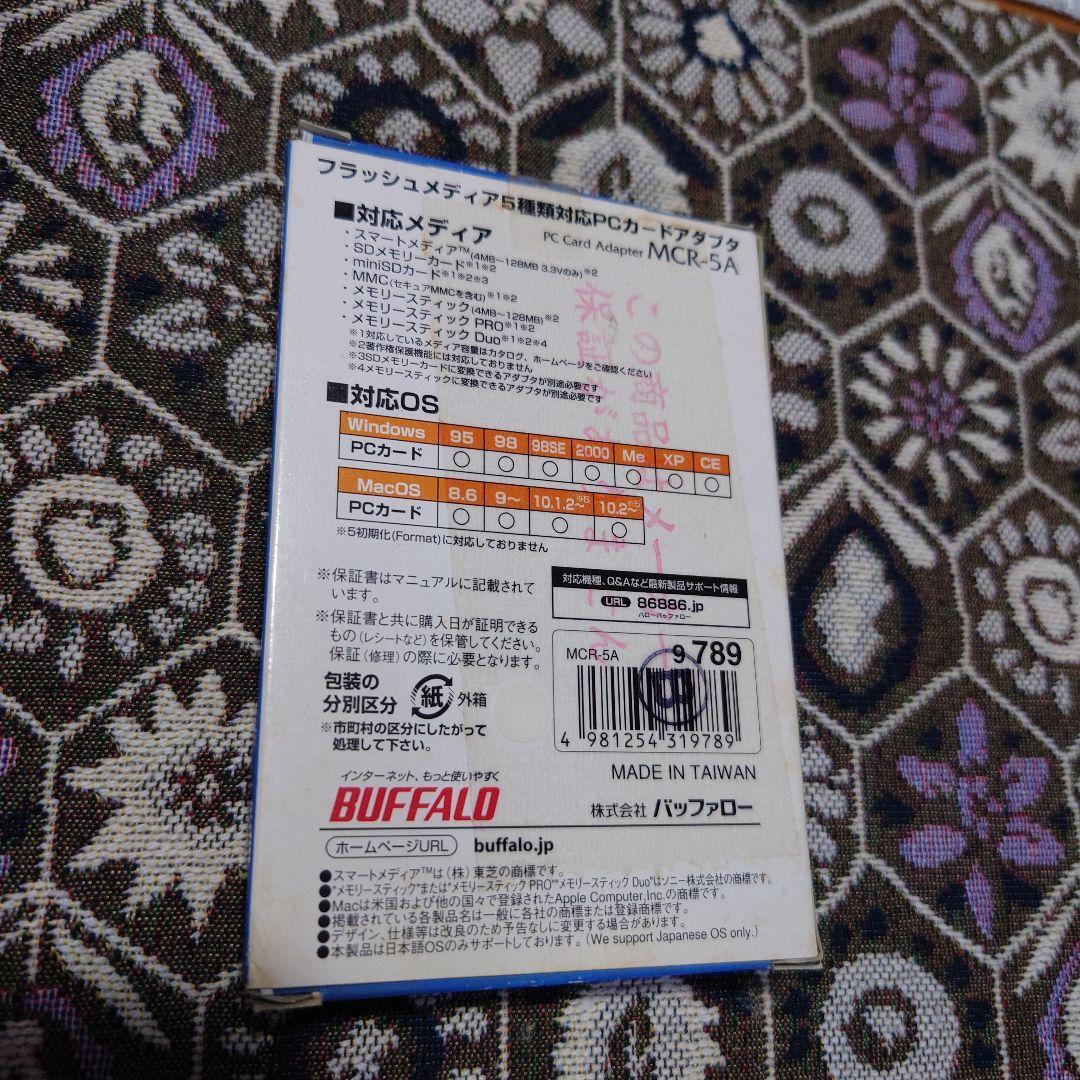 フラッシュメディア5種類対応PCカードアダプタ
PC Card Adapter MCR-5A
■対応メディア
・スマートメディア™(4MB～128MB 3.3Vのみ)※2
・SDメモリーカード※1※2
・miniSDカード※1※2※3
・MMC(セキュアMMCを含む)※1※2
・メモリースティック(4MB～128MB)※2
・メモリースティック PRO※1※2
・メモリースティック Duo※1※2※4
※1対応しているメディア容量はカタログ、ホームページをご確認ください
※2著作権保護機能には対応しておりません
※3SDメモリーカードに変換できるアダプタが別途必要です
※4メモリースティックに変換できるアダプタが別途必要です
この商品はメーカー
保証がありません
■対応OS
Windows 95 98 98SE 2000 Me XP CE
PCカード ○ ○ ○ ○ ○ ○ ○
MacOS 8.6 9～ 10.1.2～※5 10.2～※5
PCカード ○ ○ ○ ○
※5初期化(Format)に対応しておりません
※保証書はマニュアルに記載されて
います。
※保証書と共に購入日が証明できる
もの(レシートなど)を保管してください。
保証(修理)の際に必要となります。
対応機種、Q&Aなど最新製品サポート情報
URL 86886.jp
ハローバッファロー
包装の
分別区分
紙 外箱
※市町村の区分にしたがって
処理して下さい。
MCR-5A 9 789
4 981254 319789
MADE IN TAIWAN
インターネット、もっと使いやすく
BUFFALO
株式会社 バッファロー
ホームページURL buffalo.jp
●スマートメディア™は(株)東芝の商標です。
●"メモリースティック"または"メモリースティック PRO""メモリースティック Duo"はソニー株式会社の商標です。
●Macは米国および他の国々で登録されたApple Computer,Inc.の商標です。
●掲載されている各製品名は一般に各社の商標または登録商標です。
●デザイン、仕様等は改良のため予告なしに変更する場合があります。
●本製品は日本語OSのみサポートしております。(We support Japanese OS only.)